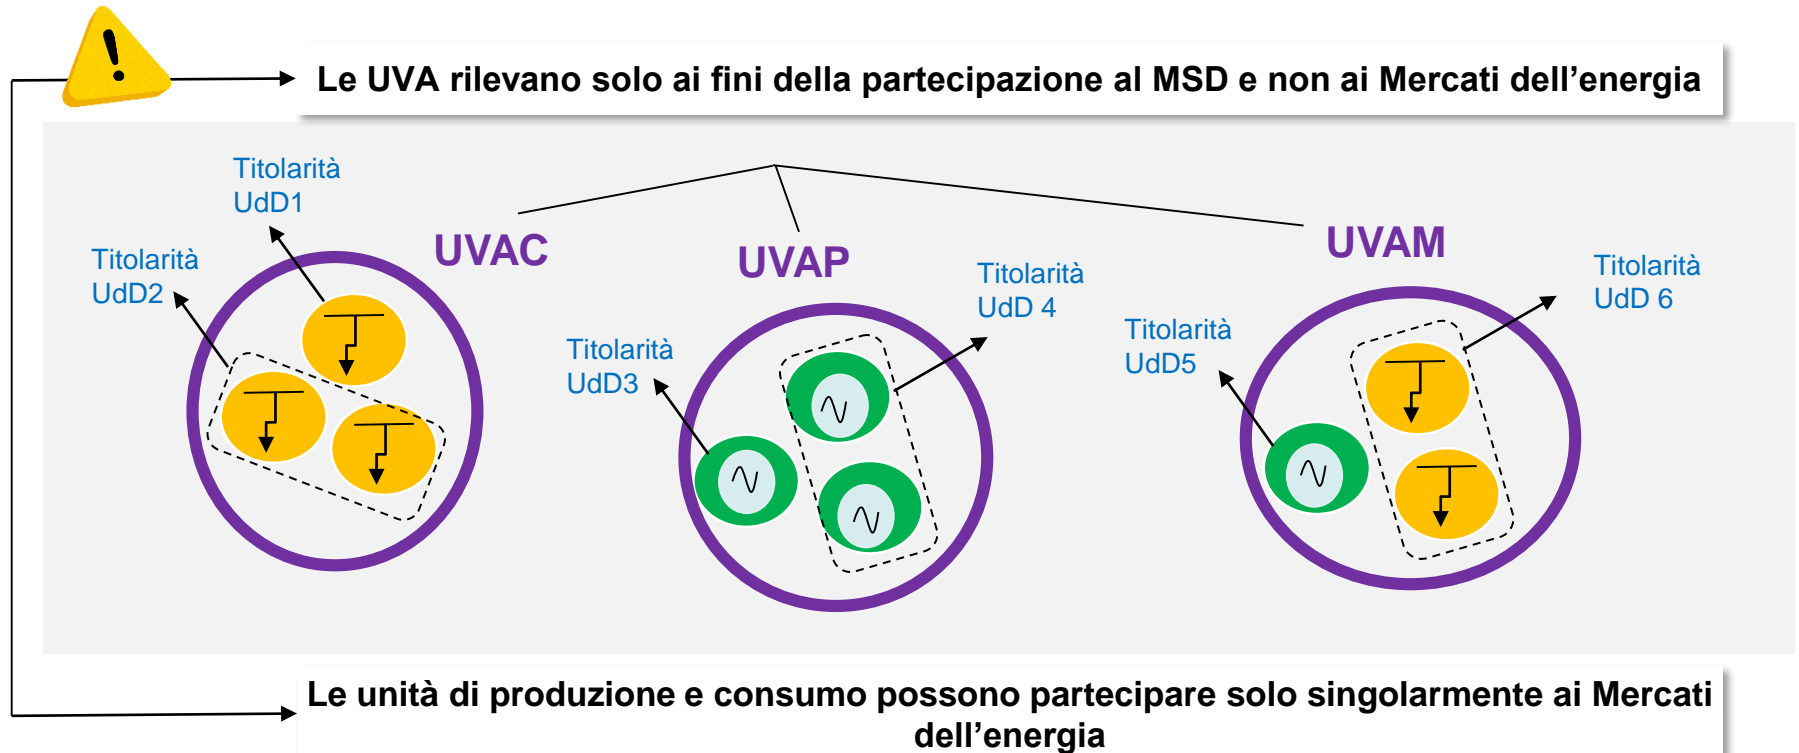 !
Le UVA rilevano solo ai fini della partecipazione al MSD e non ai Mercati dell’energia
Titolarità
UdD1
Titolarità
UdD2
UVAC
UVAP
UVAM
Titolarità
UdD3
Titolarità
UdD 4
Titolarità
UdD5
Titolarità
UdD 6
Le unità di produzione e consumo possono partecipare solo singolarmente ai Mercati
dell’energia